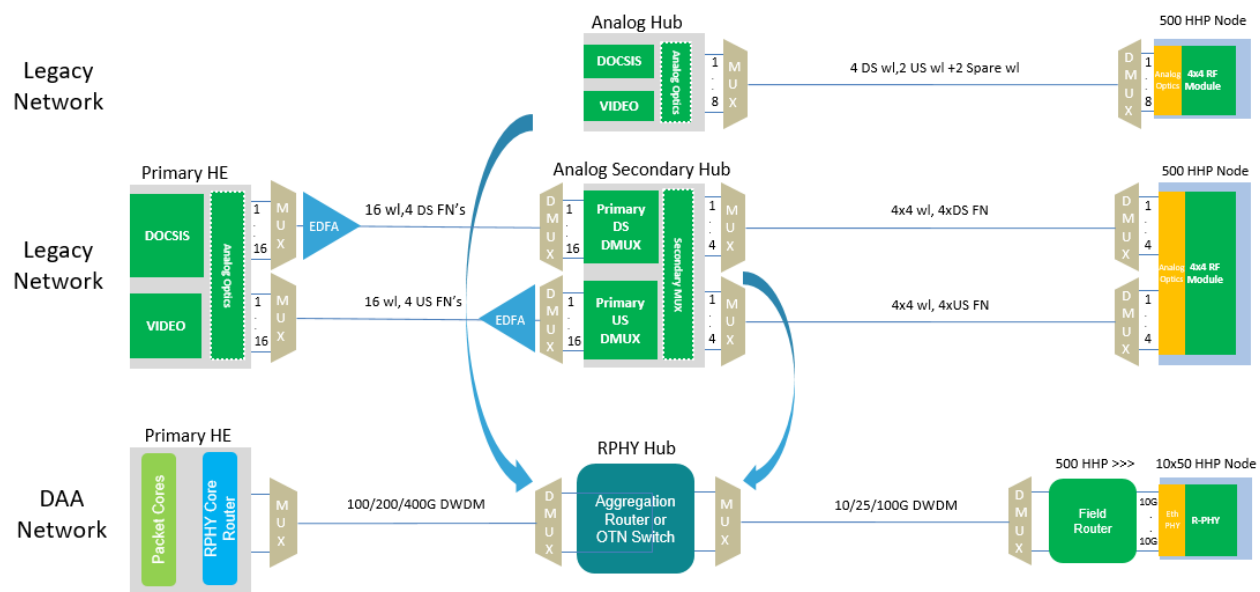 Analog Hub
500 HHP Node
Legacy
Network
DOCSIS
VIDEO
Analog Optics
1
.
.
8
MUX
4 DS wl,2 US wl +2 Spare wl
DMUX
1
.
.
8
Analog
Optics
4x4 RF
Module
Primary HE
Analog Secondary Hub
500 HHP Node
Legacy
Network
DOCSIS
VIDEO
Analog Optics
1
.
.
16
MUX
EDFA
16 wl,4 DS FN's
DMUX
1
.
.
16
Primary
DS
DMUX
Secondary MUX
1
.
.
4
MUX
4x4 wl, 4xDS FN
DMUX
1
.
.
4
Analog
Optics
4x4 RF
Module
1
.
.
16
MUX
16 wl, 4 US FN's
EDFA
DMUX
1
.
.
16
Primary
US
DMUX
1
.
.
4
MUX
4x4 wl, 4xUS FN
DMUX
1
.
.
4
Primary HE
RPHY Hub
500 HHP >>>
10x50 HHP Node
DAA
Network
Packet Cores
RPHY Core
Router
MUX
100/200/400G DWDM
DMUX
Aggregation
Router or
OTN Switch
MUX
10/25/100G DWDM
DMUX
Field
Router
10G
.
.
10G
Eth
PHY
R-PHY